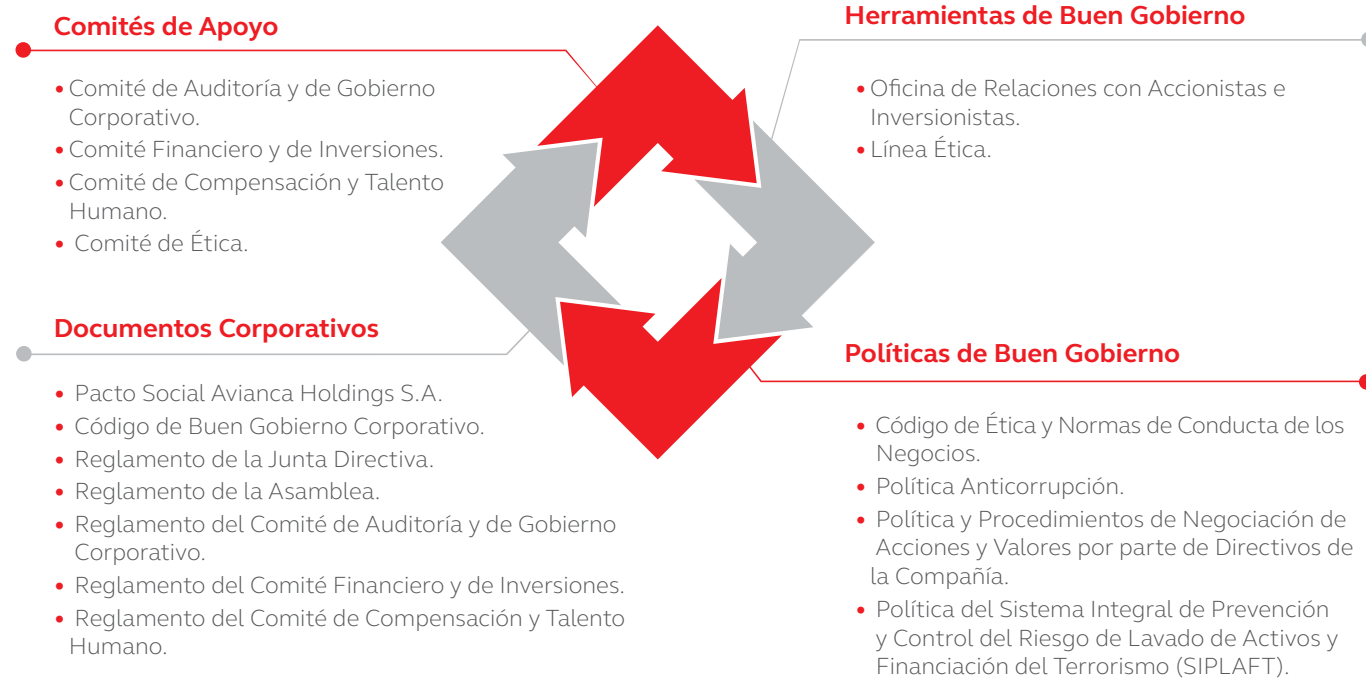 Comités de Apoyo
• Comité de Auditoría y de Gobierno
Corporativo.
• Comité Financiero y de Inversiones.
• Comité de Compensación y Talento
Humano.
• Comité de Ética.
Herramientas de Buen Gobierno
• Oficina de Relaciones con Accionistas e
Inversionistas.
• Línea Ética.
Documentos Corporativos
• Pacto Social Avianca Holdings S.A.
• Código de Buen Gobierno Corporativo.
• Reglamento de la Junta Directiva.
• Reglamento de la Asamblea.
• Reglamento del Comité de Auditoría y de Gobierno
Corporativo.
• Reglamento del Comité Financiero y de Inversiones.
• Reglamento del Comité de Compensación y Talento
Humano.
Políticas de Buen Gobierno
• Código de Ética y Normas de Conducta de los
Negocios.
• Política Anticorrupción.
• Política y Procedimientos de Negociación de
Acciones y Valores por parte de Directivos de
la Compañía.
• Política del Sistema Integral de Prevención
y Control del Riesgo de Lavado de Activos y
Financiación del Terrorismo (SIPLAFT).